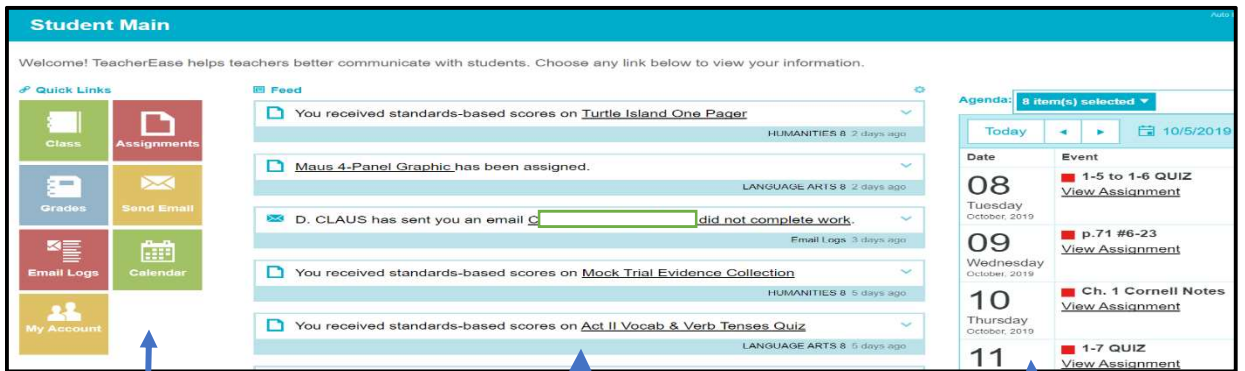 Student Main
Auto
Welcome! TeacherEase helps teachers better communicate with students. Choose any link below to view your information.
Quick Links
Class
Assignments
Grades
Send Email
Email Logs
Calendar
My Account
Feed
You received standards-based scores on Turtle Island One Pager
HUMANITIES 8 2 days ago
Maus 4-Panel Graphic has been assigned.
LANGUAGE ARTS 8 2 days ago
D. CLAUS has sent you an email C did not complete work.
Email Logs 3 days ago
You received standards-based scores on Mock Trial Evidence Collection
HUMANITIES 8 5 days ago
You received standards-based scores on Act II Vocab & Verb Tenses Quiz
LANGUAGE ARTS 8 5 days ago
Agenda: 8 item(s) selected
Today 10/5/2019
Date Event
08 1-5 to 1-6 QUIZ
Tuesday View Assignment
October, 2019
09 p.71 #6-23
Wednesday View Assignment
October, 2019
10 Ch. 1 Cornell Notes
Thursday View Assignment
October, 2019
11 1-7 QUIZ
View Assignment